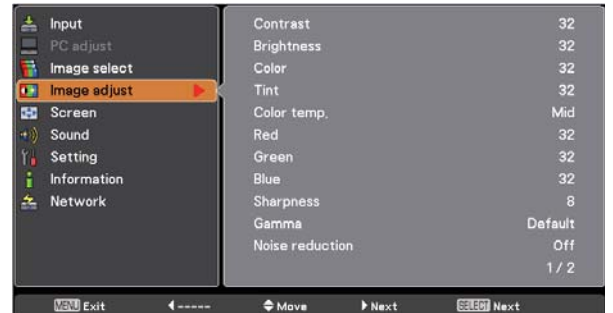 Input
PC adjust
Image select
Image adjust
Screen
Sound
Setting
Information
Network
Contrast 32
Brightness 32
Color 32
Tint 32
Color temp. Mid
Red 32
Green 32
Blue 32
Sharpness 8
Gamma Default
Noise reduction Off
1 / 2
MENU Exit ◀----- Move Next SELECT Next